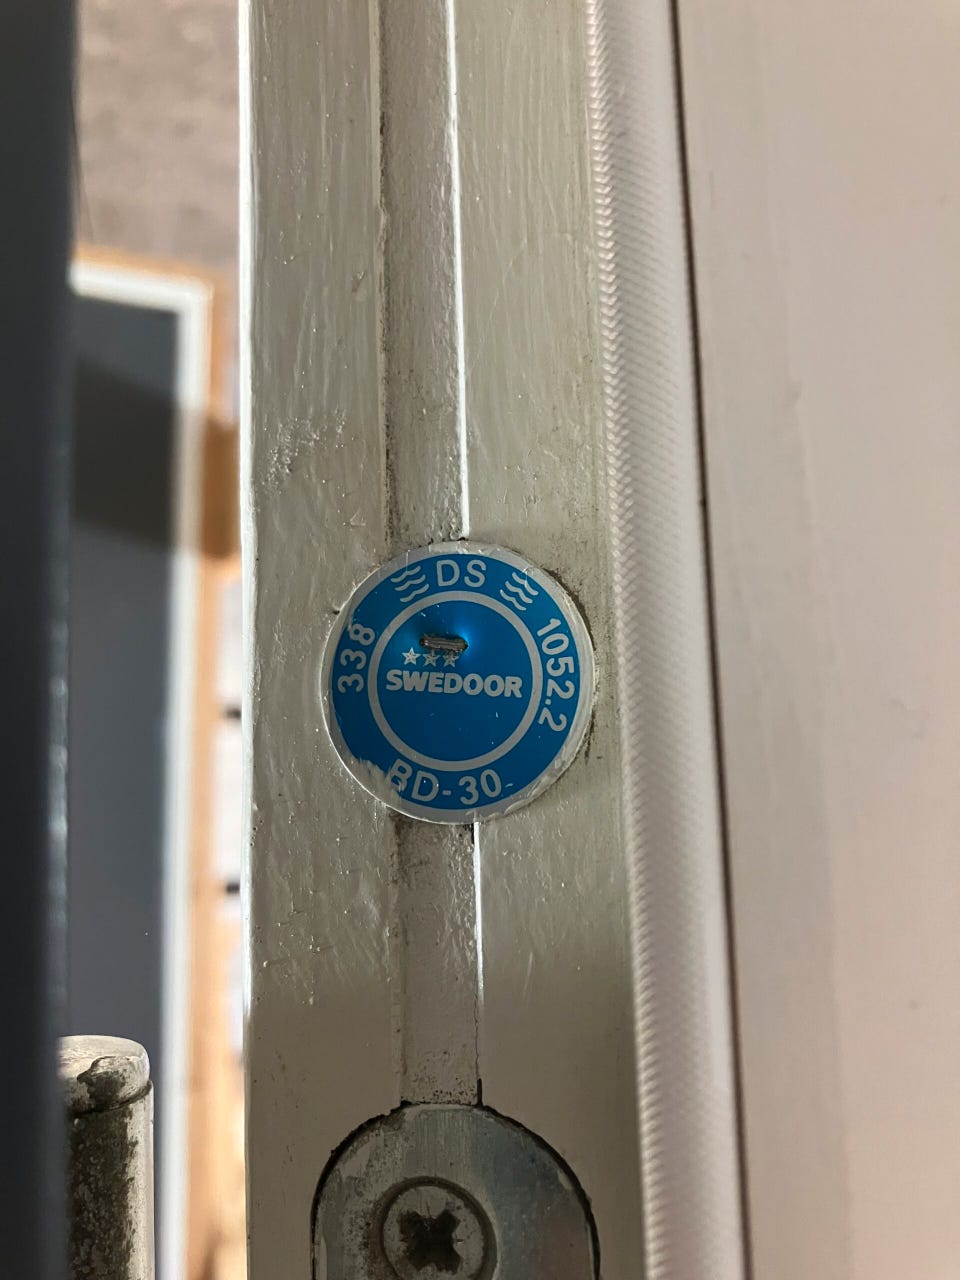 DS
338
1052.2
SWEDOOR
BD-30